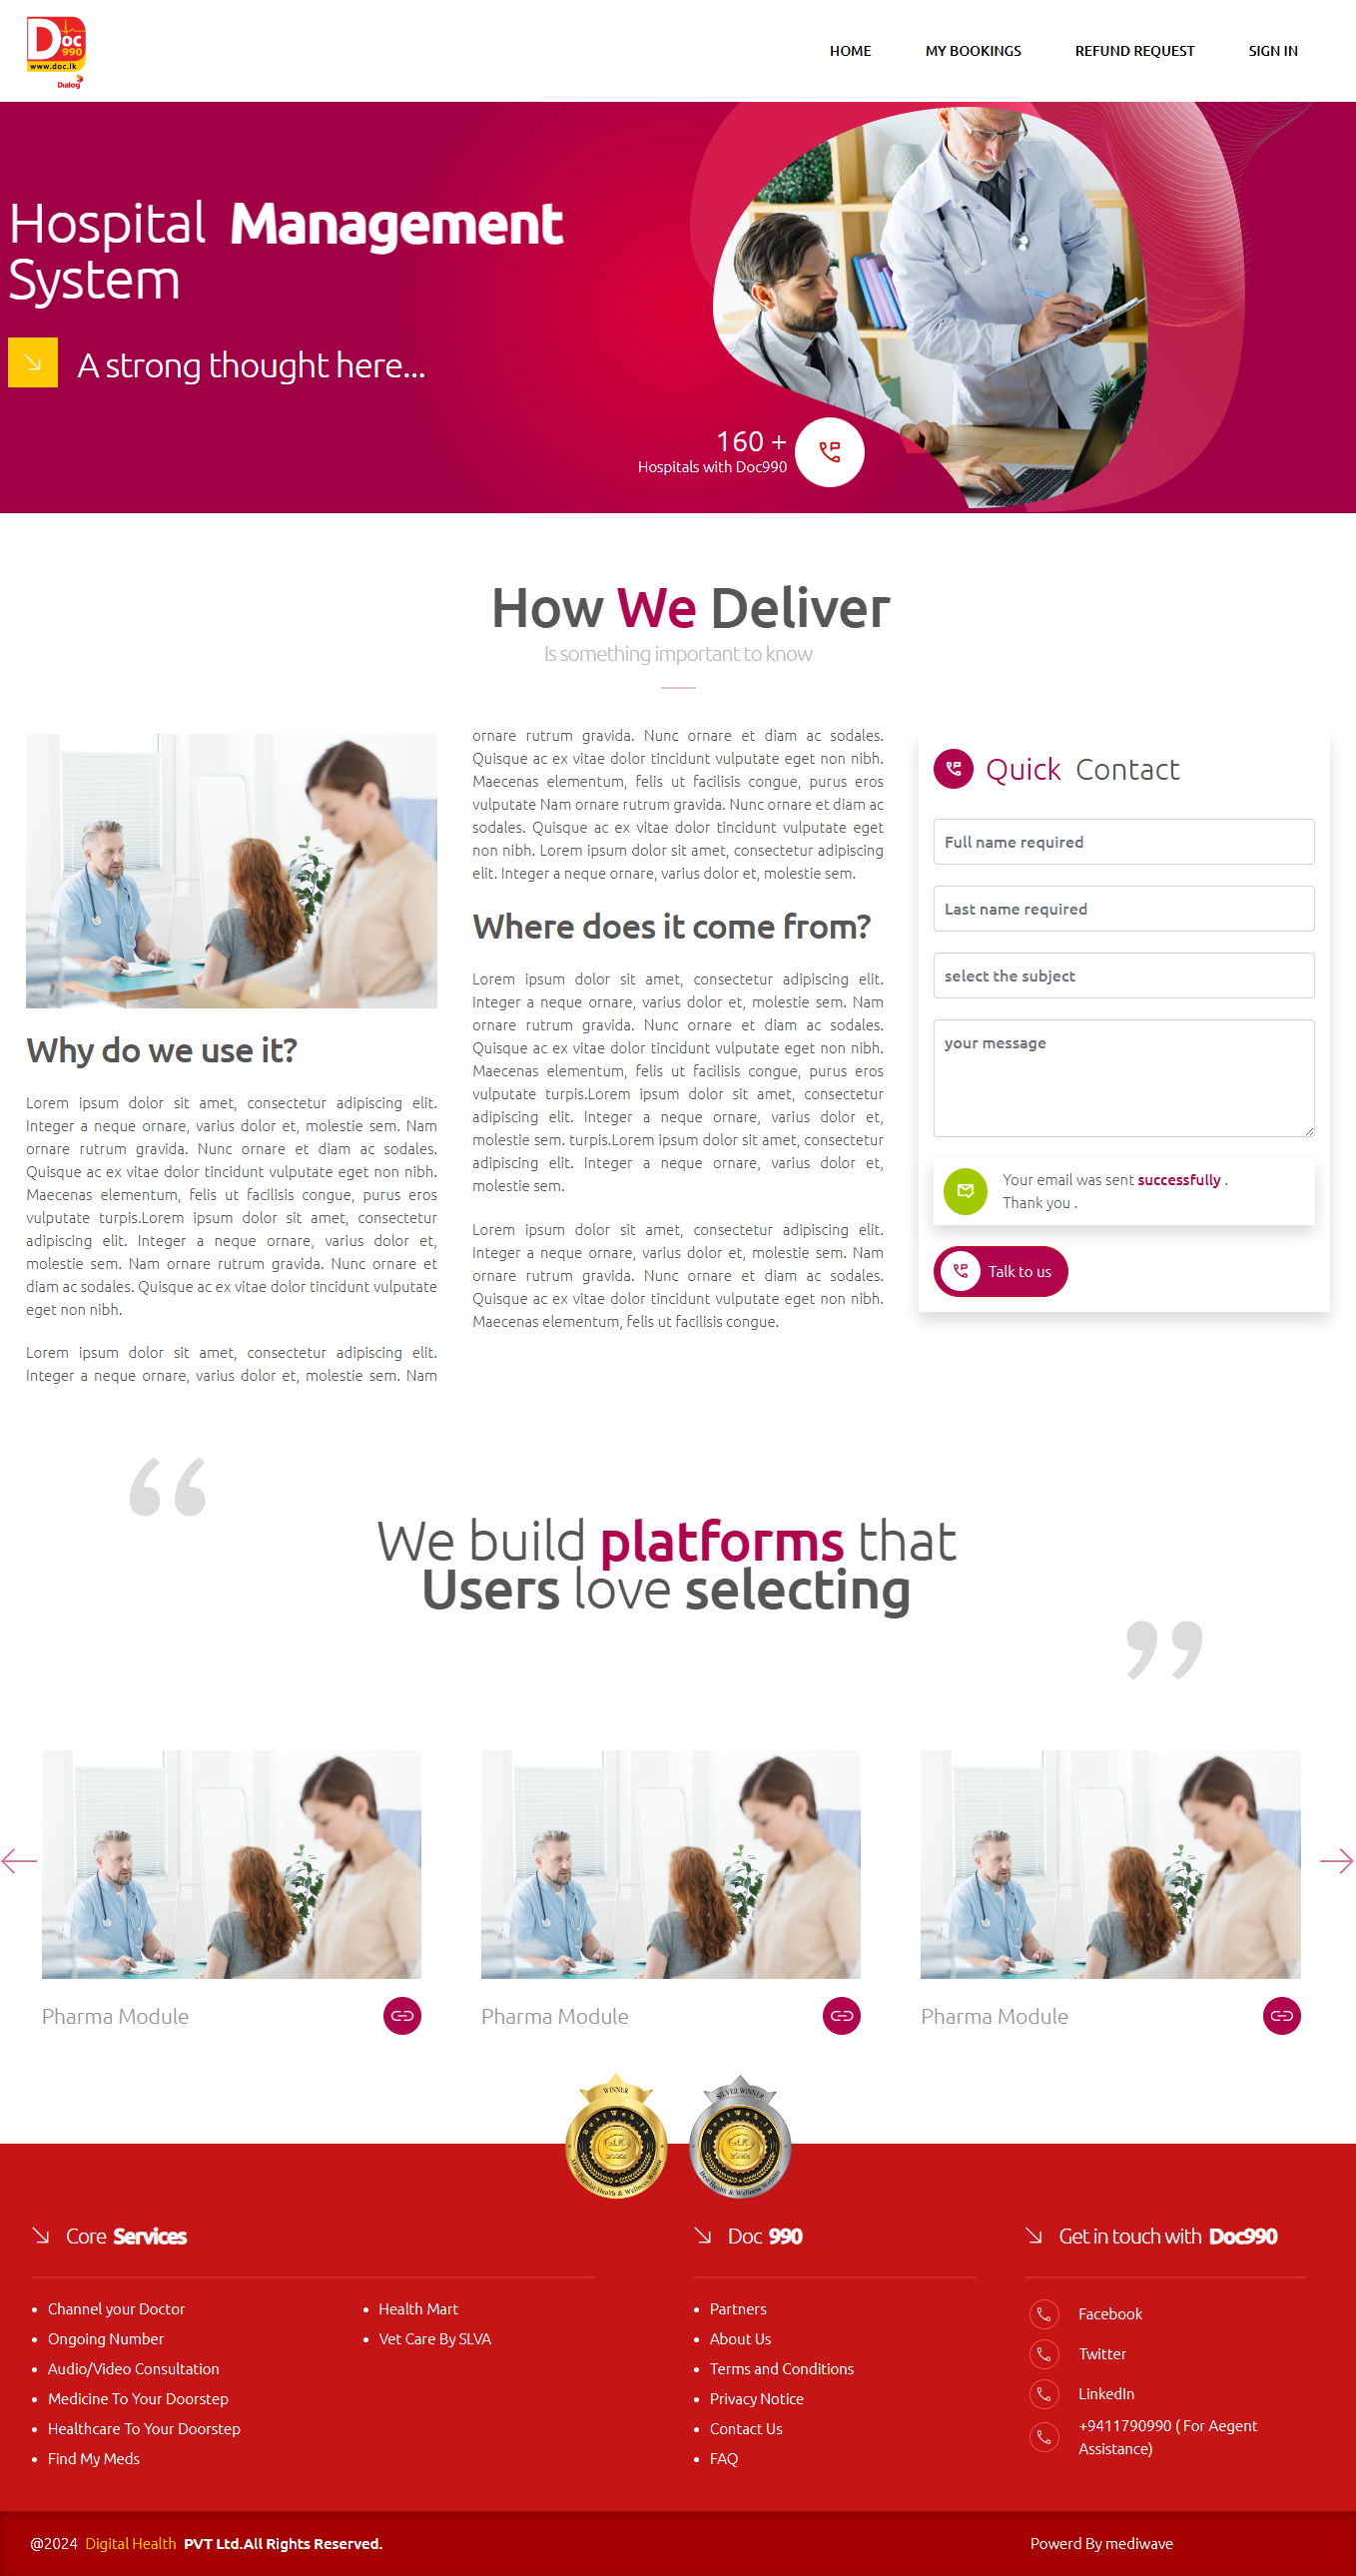 Doc
990
www.doc.lk
Dialog
HOME
MY BOOKINGS
REFUND REQUEST
SIGN IN
Hospital Management
System
A strong thought here...
160 +
Hospitals with Doc990
How We Deliver
Is something important to know
Why do we use it?
Lorem ipsum dolor sit amet, consectetur adipiscing elit.
Integer a neque ornare, varius dolor et, molestie sem. Nam
ornare rutrum gravida. Nunc ornare et diam ac sodales.
Quisque ac ex vitae dolor tincidunt vulputate eget non nibh.
Maecenas elementum, felis ut facilisis congue, purus eros
vulputate turpis.Lorem ipsum dolor sit amet, consectetur
adipiscing elit. Integer a neque ornare, varius dolor et,
molestie sem. Nam ornare rutrum gravida. Nunc ornare et
diam ac sodales. Quisque ac ex vitae dolor tincidunt vulputate
eget non nibh.
Lorem ipsum dolor sit amet, consectetur adipiscing elit.
Integer a neque ornare, varius dolor et, molestie sem. Nam
ornare rutrum gravida. Nunc ornare et diam ac sodales.
Quisque ac ex vitae dolor tincidunt vulputate eget non nibh.
Maecenas elementum, felis ut facilisis congue, purus eros
vulputate Nam ornare rutrum gravida. Nunc ornare et diam ac
sodales. Quisque ac ex vitae dolor tincidunt vulputate eget
non nibh. Lorem ipsum dolor sit amet, consectetur adipiscing
elit. Integer a neque ornare, varius dolor et, molestie sem.
Where does it come from?
Lorem ipsum dolor sit amet, consectetur adipiscing elit.
Integer a neque ornare, varius dolor et, molestie sem. Nam
ornare rutrum gravida. Nunc ornare et diam ac sodales.
Quisque ac ex vitae dolor tincidunt vulputate eget non nibh.
Maecenas elementum, felis ut facilisis congue, purus eros
vulputate turpis.Lorem ipsum dolor sit amet, consectetur
adipiscing elit. Integer a neque ornare, varius dolor et,
molestie sem. turpis.Lorem ipsum dolor sit amet, consectetur
adipiscing elit. Integer a neque ornare, varius dolor et,
molestie sem.
Lorem ipsum dolor sit amet, consectetur adipiscing elit.
Integer a neque ornare, varius dolor et, molestie sem. Nam
ornare rutrum gravida. Nunc ornare et diam ac sodales.
Quisque ac ex vitae dolor tincidunt vulputate eget non nibh.
Maecenas elementum, felis ut facilisis congue.
Quick Contact
Full name required
Last name required
select the subject
your message
Your email was sent successfully .
Thank you .
Talk to us
“
We build platforms that
Users love selecting
”
Pharma Module
Pharma Module
Pharma Module
WINNER
BestWeb.lk
2022
Most Popular Health & Wellness Website
SILVER WINNER
BestWeb.lk
2022
Best Health & Wellness Website
Core Services
• Channel your Doctor
• Ongoing Number
• Audio/Video Consultation
• Medicine To Your Doorstep
• Healthcare To Your Doorstep
• Find My Meds
• Health Mart
• Vet Care By SLVA
Doc 990
• Partners
• About Us
• Terms and Conditions
• Privacy Notice
• Contact Us
• FAQ
Get in touch with Doc990
Facebook
Twitter
LinkedIn
+9411790990 ( For Aegent
Assistance)
@2024 Digital Health PVT Ltd.All Rights Reserved.
Powerd By mediwave